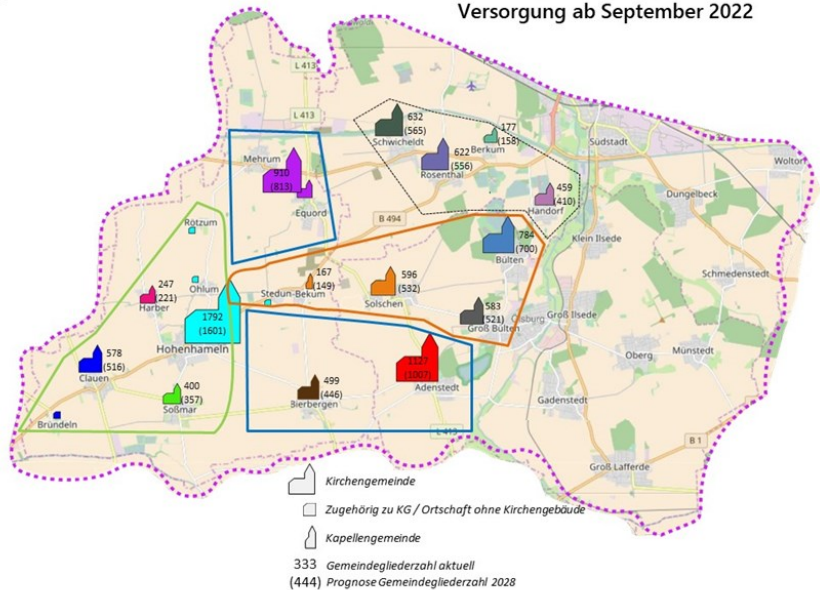 Versorgung ab September 2022
L 413
L 413
632
(565)
Schwicheldt
177
(158)
Berkum
Südstadt
622
(556)
Rosenthal
Woltor
Mehrum
910
(813)
Equord
459
(410)
Handorf
Dungelbeck
B 494
Rötzum
784
(700)
Bülten
Klein Ilsede
Schmedenstedt
247
(221)
Harber
Ohlum
167
(149)
Stedun-Bekum
596
(532)
Solschen
583
(521)
Groß Bülten
Ölsburg
Groß Ilsede
1792
(1601)
Hohenhameln
578
(516)
Clauen
1127
(1007)
Adenstedt
Oberg
Münstedt
400
(357)
Soßmar
499
(446)
Bierbergen
Gadenstedt
Bründeln
L 413
B 1
Groß Lafferde
Kirchengemeinde
Zugehörig zu KG / Ortschaft ohne Kirchengebäude
Kapellengemeinde
333 Gemeindegliederzahl aktuell
(444) Prognose Gemeindegliederzahl 2028